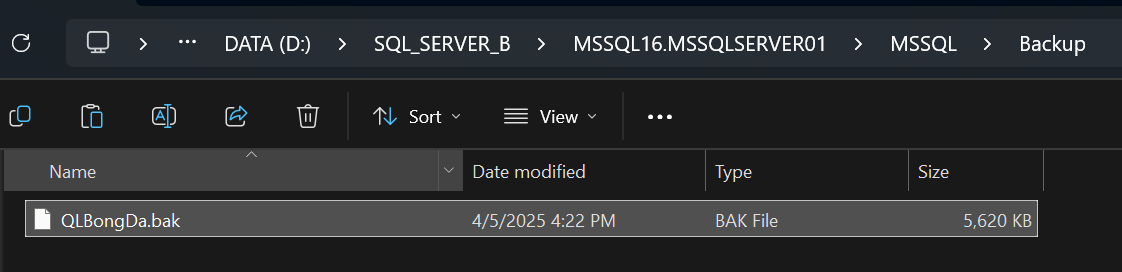 DATA (D:) > SQL_SERVER_B > MSSQL16.MSSQLSERVER01 > MSSQL > Backup
Sort View
Name Date modified Type Size
QLBongDa.bak 4/5/2025 4:22 PM BAK File 5,620 KB